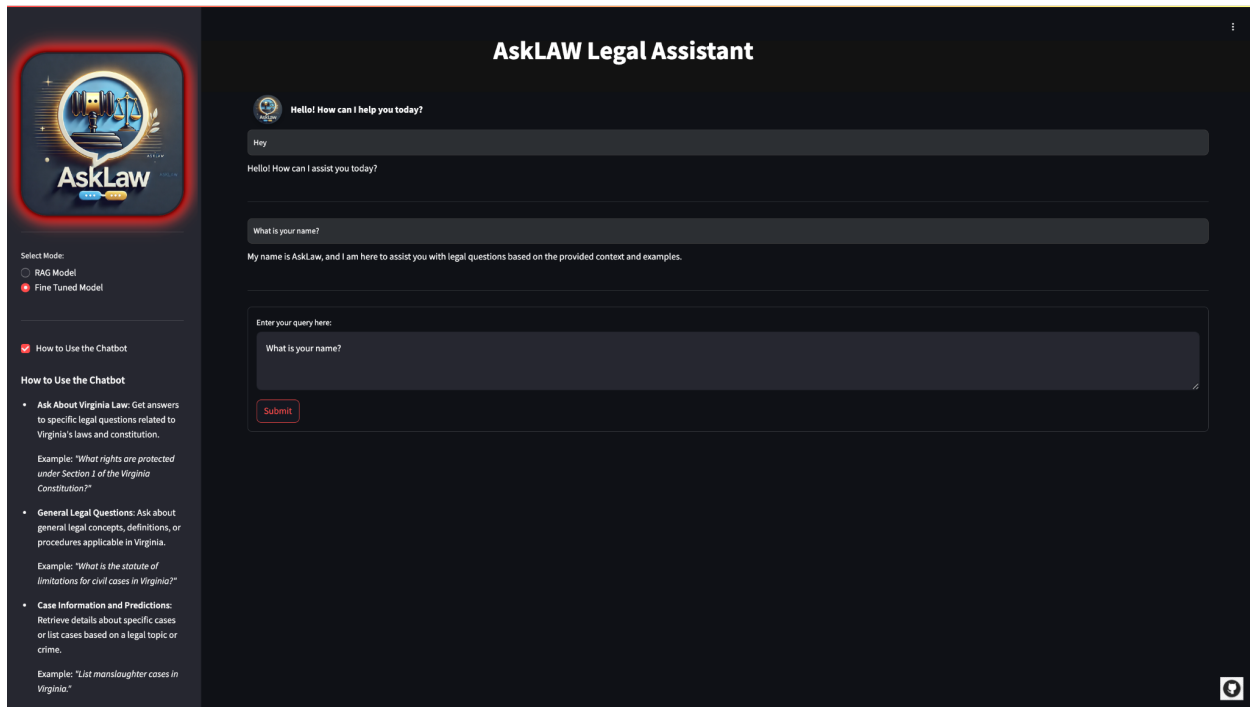 AskLaw
Select Mode:
RAG Model
Fine Tuned Model
How to Use the Chatbot
How to Use the Chatbot
• Ask About Virginia Law: Get answers
to specific legal questions related to
Virginia's laws and constitution.
Example: "What rights are protected
under Section 1 of the Virginia
Constitution?"
• General Legal Questions: Ask about
general legal concepts, definitions, or
procedures applicable in Virginia.
Example: "What is the statute of
limitations for civil cases in Virginia?"
• Case Information and Predictions:
Retrieve details about specific cases
or list cases based on a legal topic or
crime.
Example: "List manslaughter cases in
Virginia."
AskLAW Legal Assistant
AskLaw
Hello! How can I help you today?
Hey
Hello! How can I assist you today?
What is your name?
My name is AskLaw, and I am here to assist you with legal questions based on the provided context and examples.
Enter your query here:
What is your name?
Submit